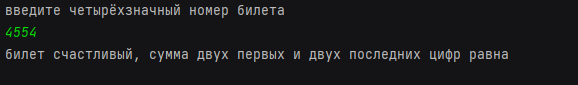 введите четырёхзначный номер билета
4554
билет счастливый, сумма двух первых и двух последних цифр равна